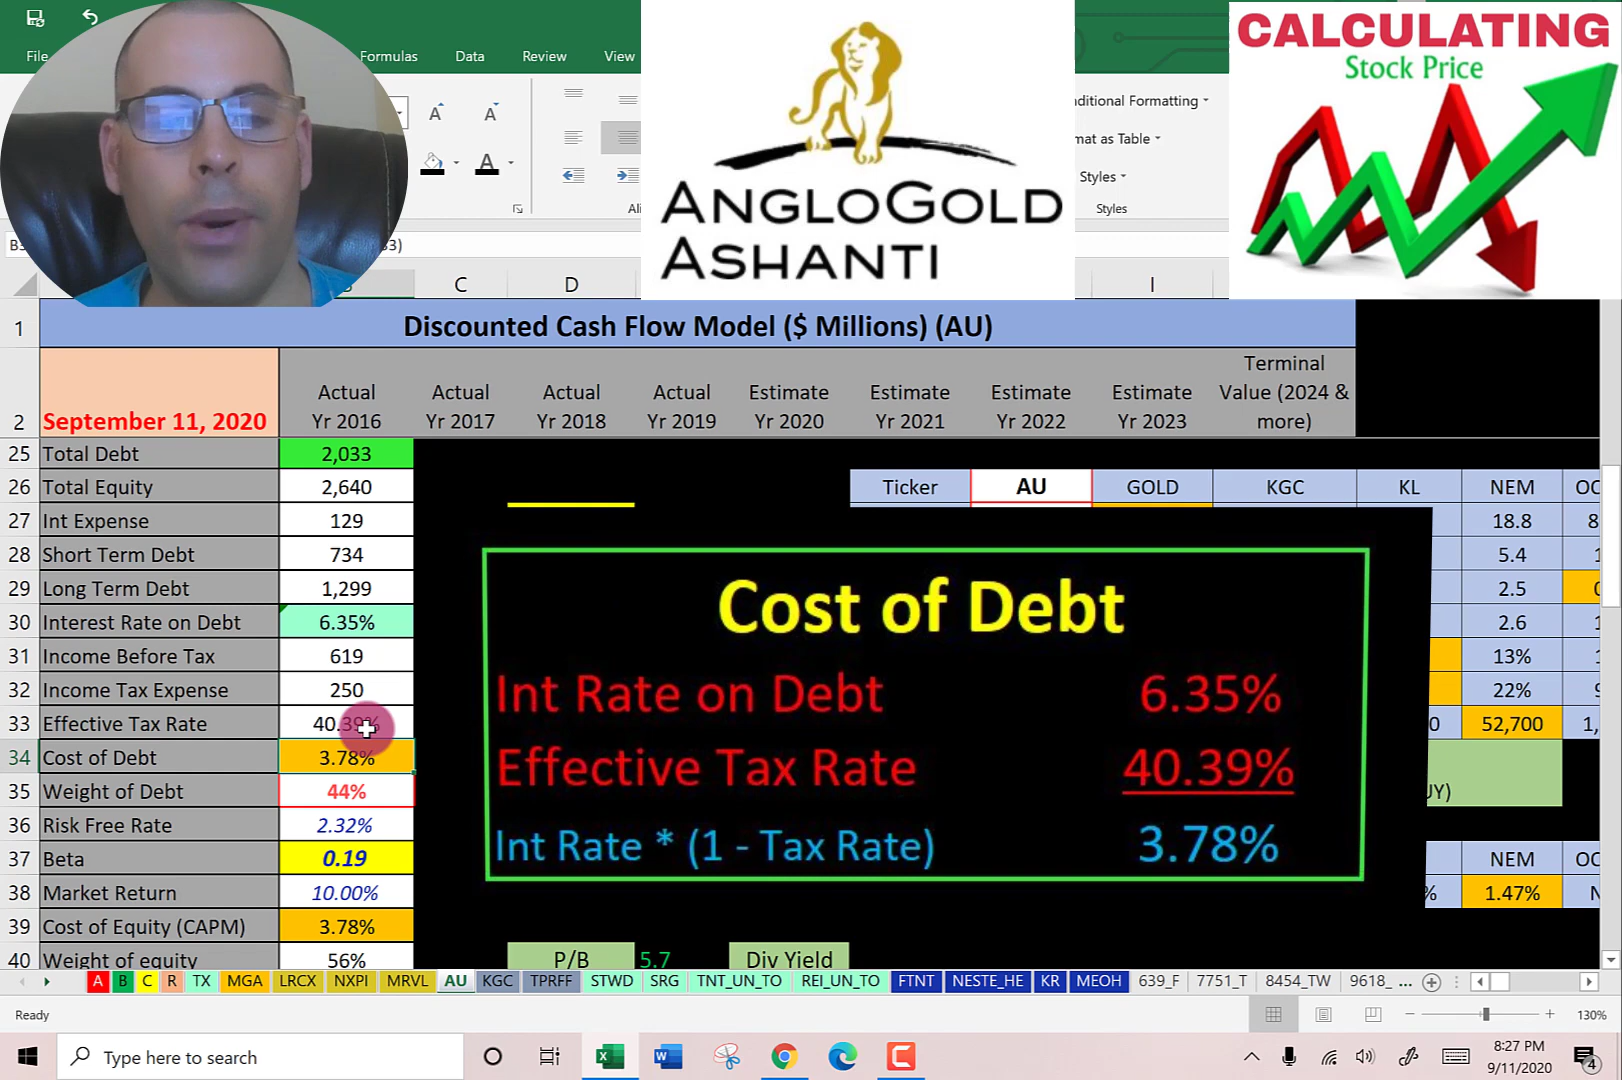 File
Formulas
Data
Review
View
CALCULATING
Stock Price
ANGLOGOLD
ASHANTI
nditional Formatting
mat as Table
Styles
Styles
C D I
1 Discounted Cash Flow Model ($ Millions) (AU)
2 September 11, 2020 Actual Yr 2016 Actual Yr 2017 Actual Yr 2018 Actual Yr 2019 Estimate Yr 2020 Estimate Yr 2021 Estimate Yr 2022 Estimate Yr 2023 Terminal Value (2024 & more)
25 Total Debt 2,033
26 Total Equity 2,640 Ticker AU GOLD KGC KL NEM
27 Int Expense 129 18.8 8
28 Short Term Debt 734 5.4
29 Long Term Debt 1,299 2.5
30 Interest Rate on Debt 6.35% 2.6
31 Income Before Tax 619 13%
32 Income Tax Expense 250 22%
33 Effective Tax Rate 40.39% 0 52,700 1,
34 Cost of Debt 3.78%
35 Weight of Debt 44% UY)
36 Risk Free Rate 2.32%
37 Beta 0.19 NEM
38 Market Return 10.00% % 1.47%
39 Cost of Equity (CAPM) 3.78%
40 Weight of equity 56% P/B 5.7 Div Yield
Cost of Debt
Int Rate on Debt 6.35%
Effective Tax Rate 40.39%
Int Rate * (1 - Tax Rate) 3.78%
A B C R TX MGA LRCX NXPI MRVL AU KGC TPRFF STWD SRG TNT_UN_TO REI_UN_TO FTNT NESTE_HE KR MEOH 639_F 7751_T 8454_TW 9618_ ...
Ready
130%
Type here to search
8:27 PM
9/11/2020
4